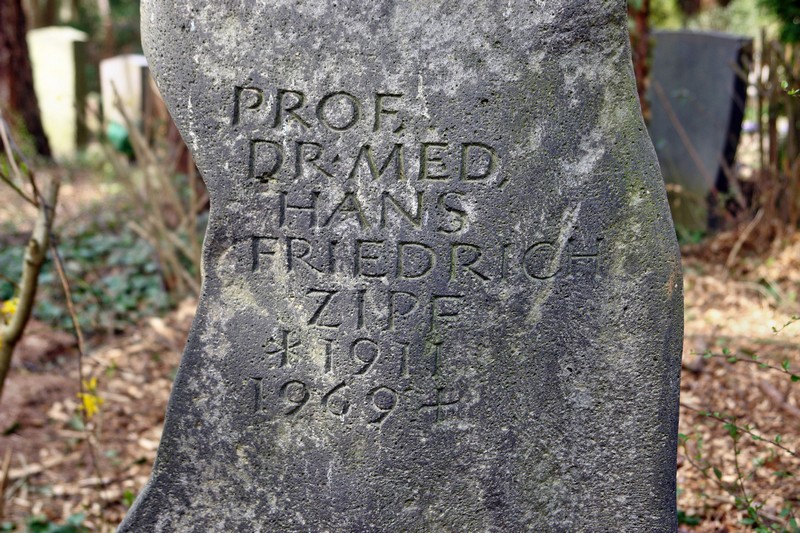 PROF.
DR·MED.
HANS
FRIEDRICH
ZIPF
* 1911
1969 +